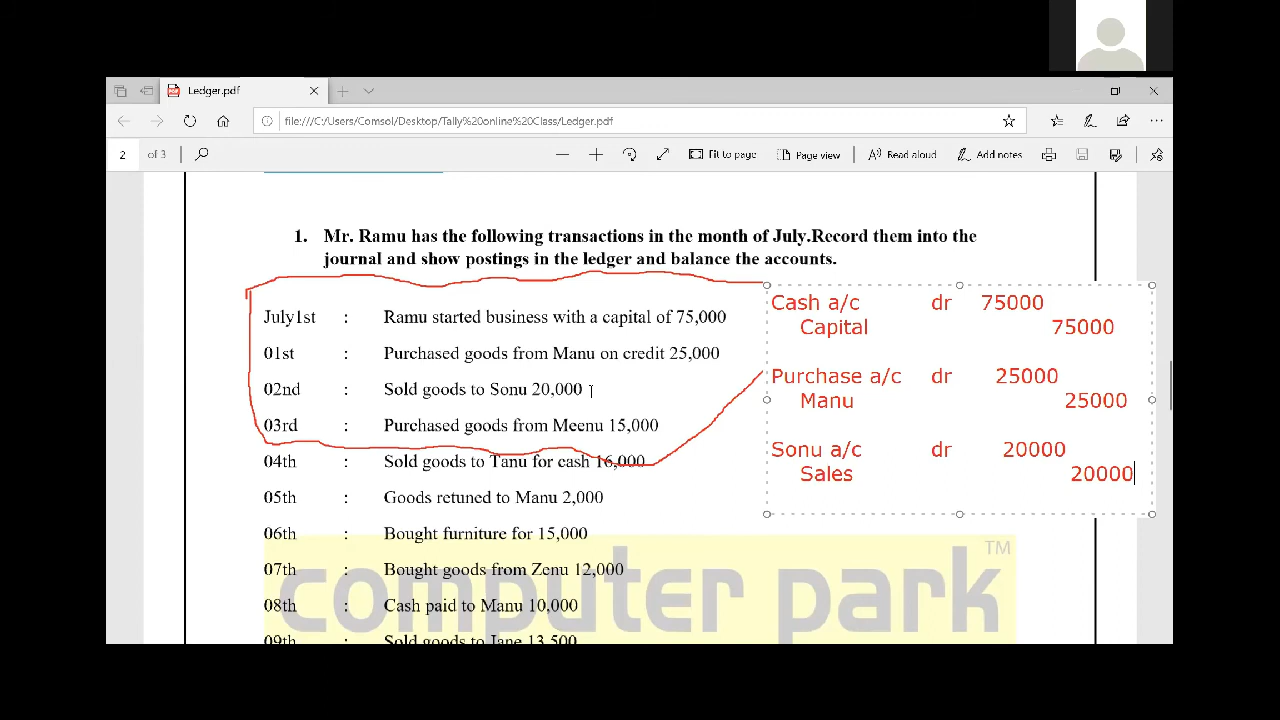 Ledger.pdf
file:///C:/Users/Comsol/Desktop/Tally%20online%20Class/Ledger.pdf
2 of 3
Fit to page
Page view
Read aloud
Add notes
1. Mr. Ramu has the following transactions in the month of July.Record them into the
journal and show postings in the ledger and balance the accounts.
July1st : Ramu started business with a capital of 75,000
01st : Purchased goods from Manu on credit 25,000
02nd : Sold goods to Sonu 20,000
03rd : Purchased goods from Meenu 15,000
04th : Sold goods to Tanu for cash 16,000
05th : Goods retuned to Manu 2,000
06th : Bought furniture for 15,000
07th : Bought goods from Zenu 12,000
08th : Cash paid to Manu 10,000
09th : Sold goods to Jane 13,500
Cash a/c dr 75000
Capital 75000
Purchase a/c dr 25000
Manu 25000
Sonu a/c dr 20000
Sales 20000
computer park TM